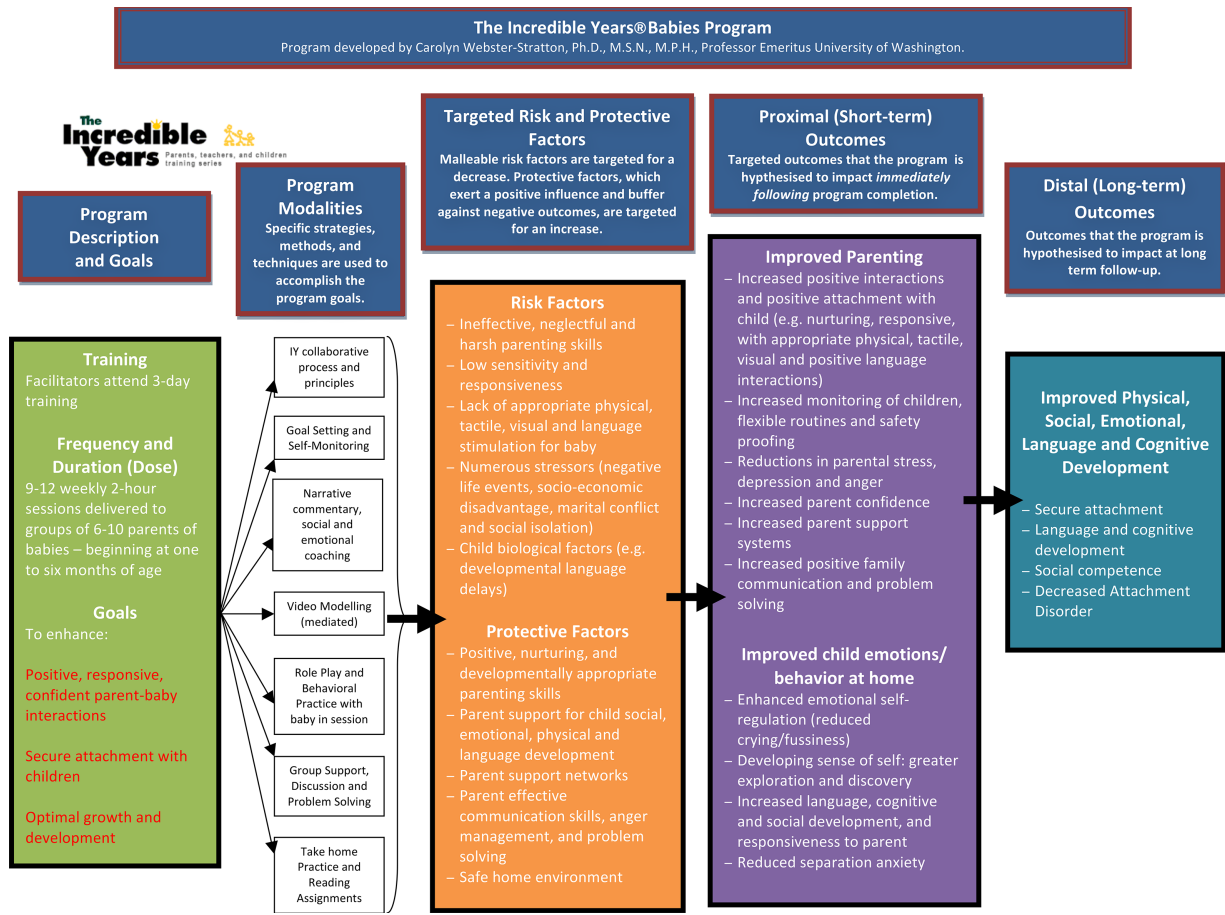 The Incredible Years®Babies Program
Program developed by Carolyn Webster-Stratton, Ph.D., M.S.N., M.P.H., Professor Emeritus University of Washington.
The
Incredible
Years
Parents, teachers, and children
training series
Program
Description
and Goals
Training
Facilitators attend 3-day
training
Frequency and
Duration (Dose)
9-12 weekly 2-hour
sessions delivered to
groups of 6-10 parents of
babies – beginning at one
to six months of age
Goals
To enhance:
Positive, responsive,
confident parent-baby
interactions
Secure attachment with
children
Optimal growth and
development
Program
Modalities
Specific strategies,
methods, and
techniques are used to
accomplish the
program goals.
IY collaborative
process and
principles
Goal Setting and
Self-Monitoring
Narrative
commentary,
social and
emotional
coaching
Video Modelling
(mediated)
Role Play and
Behavioral
Practice with
baby in session
Group Support,
Discussion and
Problem Solving
Take home
Practice and
Reading
Assignments
Targeted Risk and Protective
Factors
Malleable risk factors are targeted for a
decrease. Protective factors, which
exert a positive influence and buffer
against negative outcomes, are targeted
for an increase.
Risk Factors
– Ineffective, neglectful and
harsh parenting skills
– Low sensitivity and
responsiveness
– Lack of appropriate physical,
tactile, visual and language
stimulation for baby
– Numerous stressors (negative
life events, socio-economic
disadvantage, marital conflict
and social isolation)
– Child biological factors (e.g.
developmental language
delays)
Protective Factors
– Positive, nurturing, and
developmentally appropriate
parenting skills
– Parent support for child social,
emotional, physical and
language development
– Parent support networks
– Parent effective
communication skills, anger
management, and problem
solving
– Safe home environment
Proximal (Short-term)
Outcomes
Targeted outcomes that the program is
hypthesised to impact immediately
following program completion.
Improved Parenting
– Increased positive interactions
and positive attachment with
child (e.g. nurturing, responsive,
with appropriate physical, tactile,
visual and positive language
interactions)
– Increased monitoring of children,
flexible routines and safety
proofing
– Reductions in parental stress,
depression and anger
– Increased parent confidence
– Increased parent support
systems
– Increased positive family
communication and problem
solving
Improved child emotions/
behavior at home
– Enhanced emotional self-
regulation (reduced
crying/fussiness)
– Developing sense of self: greater
exploration and discovery
– Increased language, cognitive
and social development, and
responsiveness to parent
– Reduced separation anxiety
Distal (Long-term)
Outcomes
Outcomes that the program is
hypothesised to impact at long
term follow-up.
Improved Physical,
Social, Emotional,
Language and Cognitive
Development
– Secure attachment
– Language and cognitive
development
– Social competence
– Decreased Attachment
Disorder